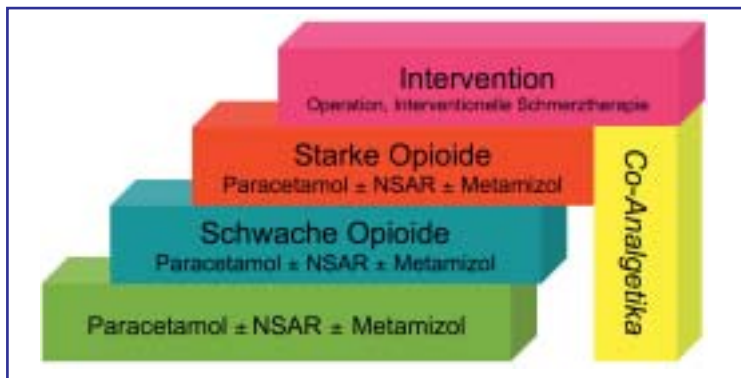 Intervention
Operation, Interventionelle Schmerztherapie
Starke Opioide
Paracetamol ± NSAR ± Metamizol
Schwache Opioide
Paracetamol ± NSAR ± Metamizol
Paracetamol ± NSAR ± Metamizol
Co-Analgetika